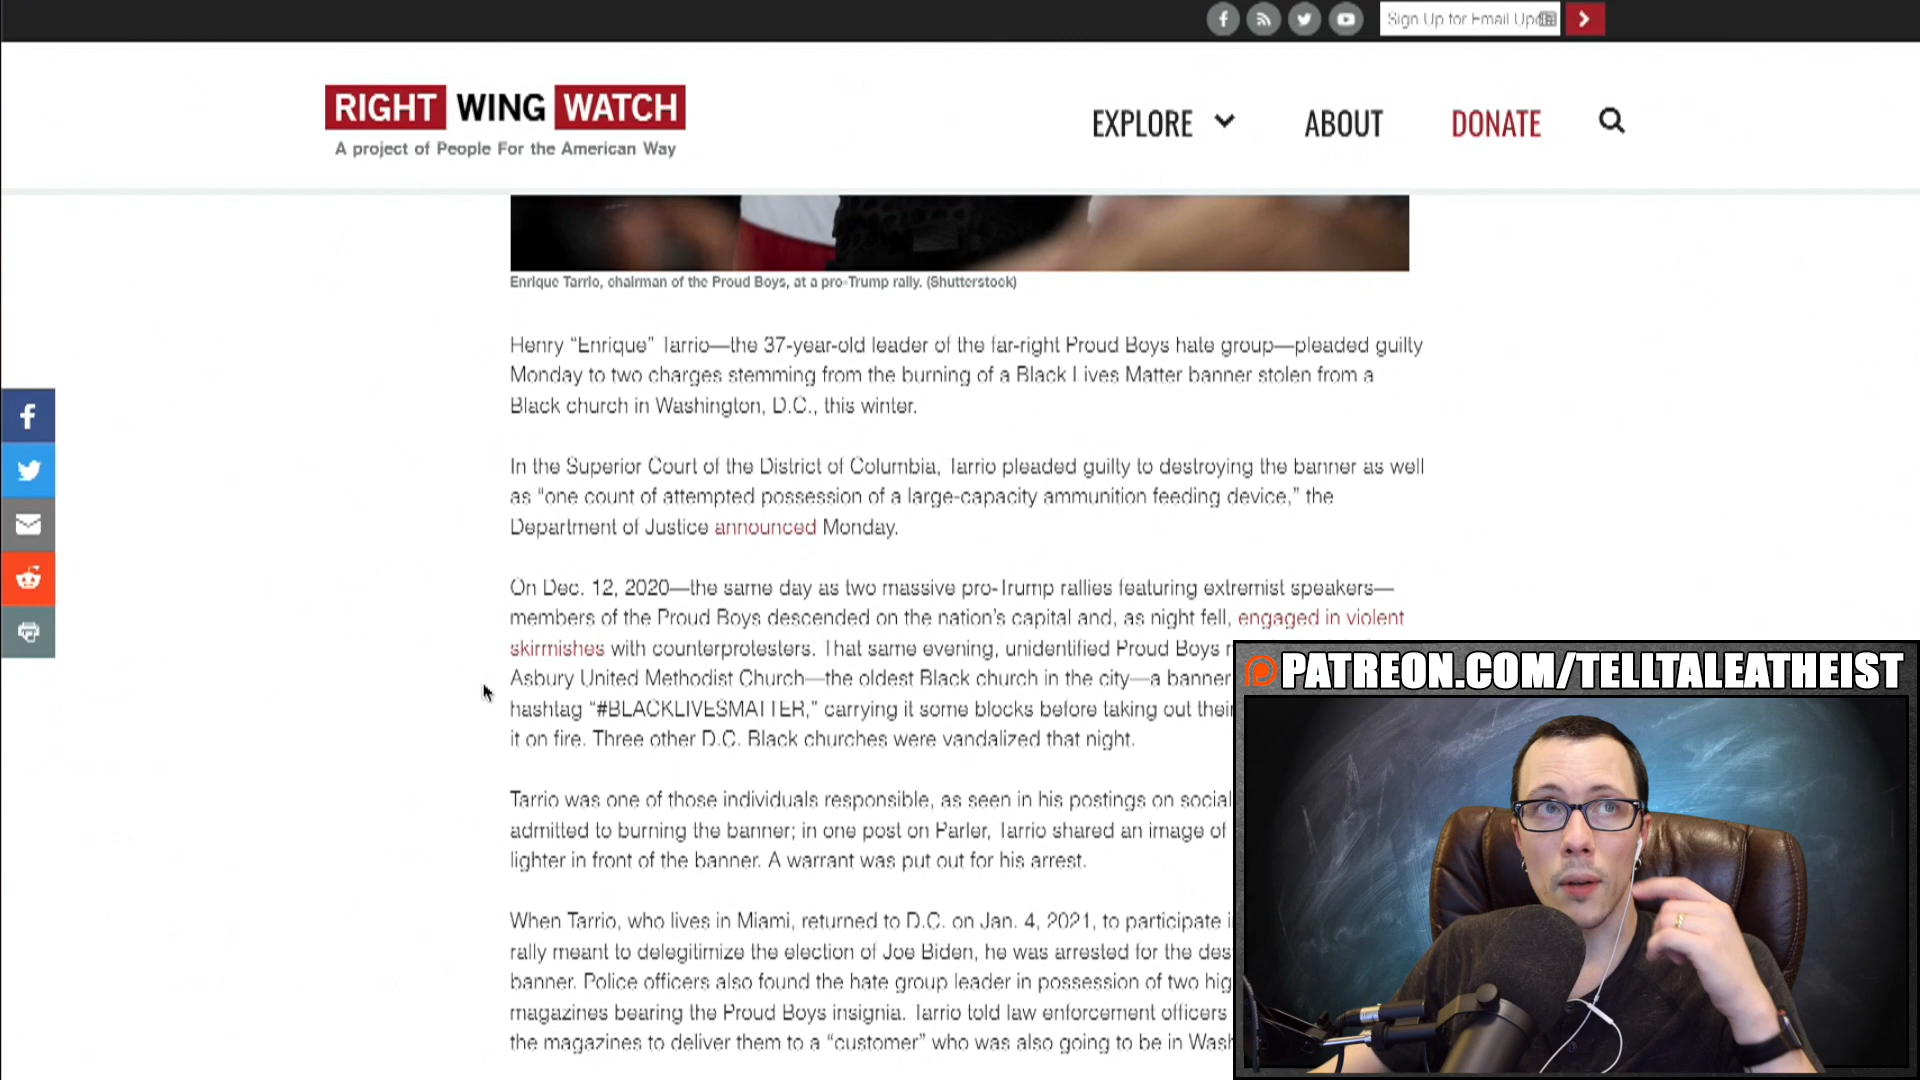 Sign Up for Email
RIGHT WING WATCH
A project of People For the American Way
EXPLORE ABOUT DONATE
Enrique Tarrio, chairman of the Proud Boys, at a pro-Trump rally. (Shutterstock)
Henry “Enrique” Tarrio—the 37-year-old leader of the far-right Proud Boys hate group—pleaded guilty
Monday to two charges stemming from the burning of a Black Lives Matter banner stolen from a
Black church in Washington, D.C., this winter.
In the Superior Court of the District of Columbia, Tarrio pleaded guilty to destroying the banner as well
as “one count of attempted possession of a large-capacity ammunition feeding device,” the
Department of Justice announced Monday.
On Dec. 12, 2020—the same day as two massive pro-Trump rallies featuring extremist speakers—
members of the Proud Boys descended on the nation’s capital and, as night fell, engaged in violent
skirmishes with counterprotesters. That same evening, unidentified Proud Boys
Asbury United Methodist Church—the oldest Black church in the city—a banner
hashtag “#BLACKLIVESMATTER,” carrying it some blocks before taking out their
it on fire. Three other D.C. Black churches were vandalized that night.
Tarrio was one of those individuals responsible, as seen in his postings on social
admitted to burning the banner; in one post on Parler, Tarrio shared an image of
lighter in front of the banner. A warrant was put out for his arrest.
When Tarrio, who lives in Miami, returned to D.C. on Jan. 4, 2021, to participate
rally meant to delegitimize the election of Joe Biden, he was arrested for the
banner. Police officers also found the hate group leader in possession of two
magazines bearing the Proud Boys insignia. Tarrio told law enforcement officers
the magazines to deliver them to a “customer” who was also going to be in
PATREON.COM/TELLTALEATHEIST